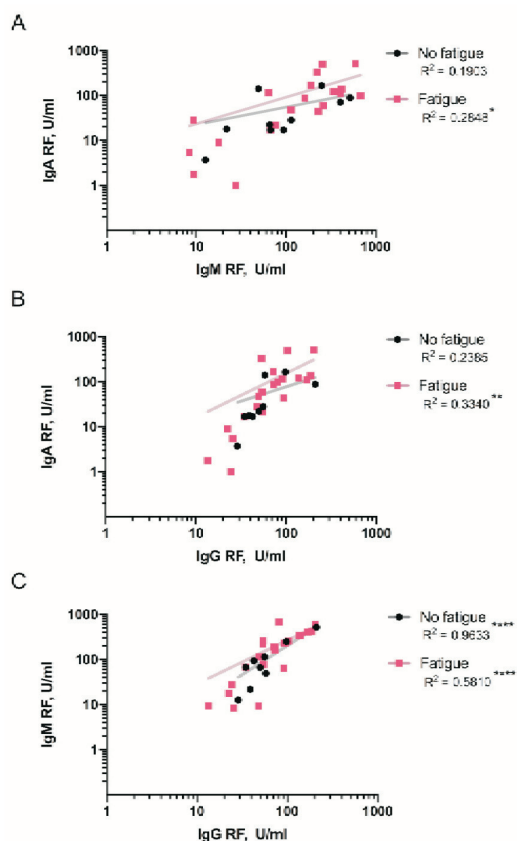 A
1000
100
10
1
1
10
100
1000
IgA RF, U/ml
IgM RF, U/ml
No fatigue
R² = 0.1903
Fatigue
R² = 0.2848 *
B
1000
100
10
1
1
10
100
1000
IgA RF, U/ml
IgG RF, U/ml
No fatigue
R² = 0.2385
Fatigue
R² = 0.3340 **
C
1000
100
10
1
1
10
100
1000
IgM RF, U/ml
IgG RF, U/ml
No fatigue ****
R² = 0.9633
Fatigue ****
R² = 0.5810